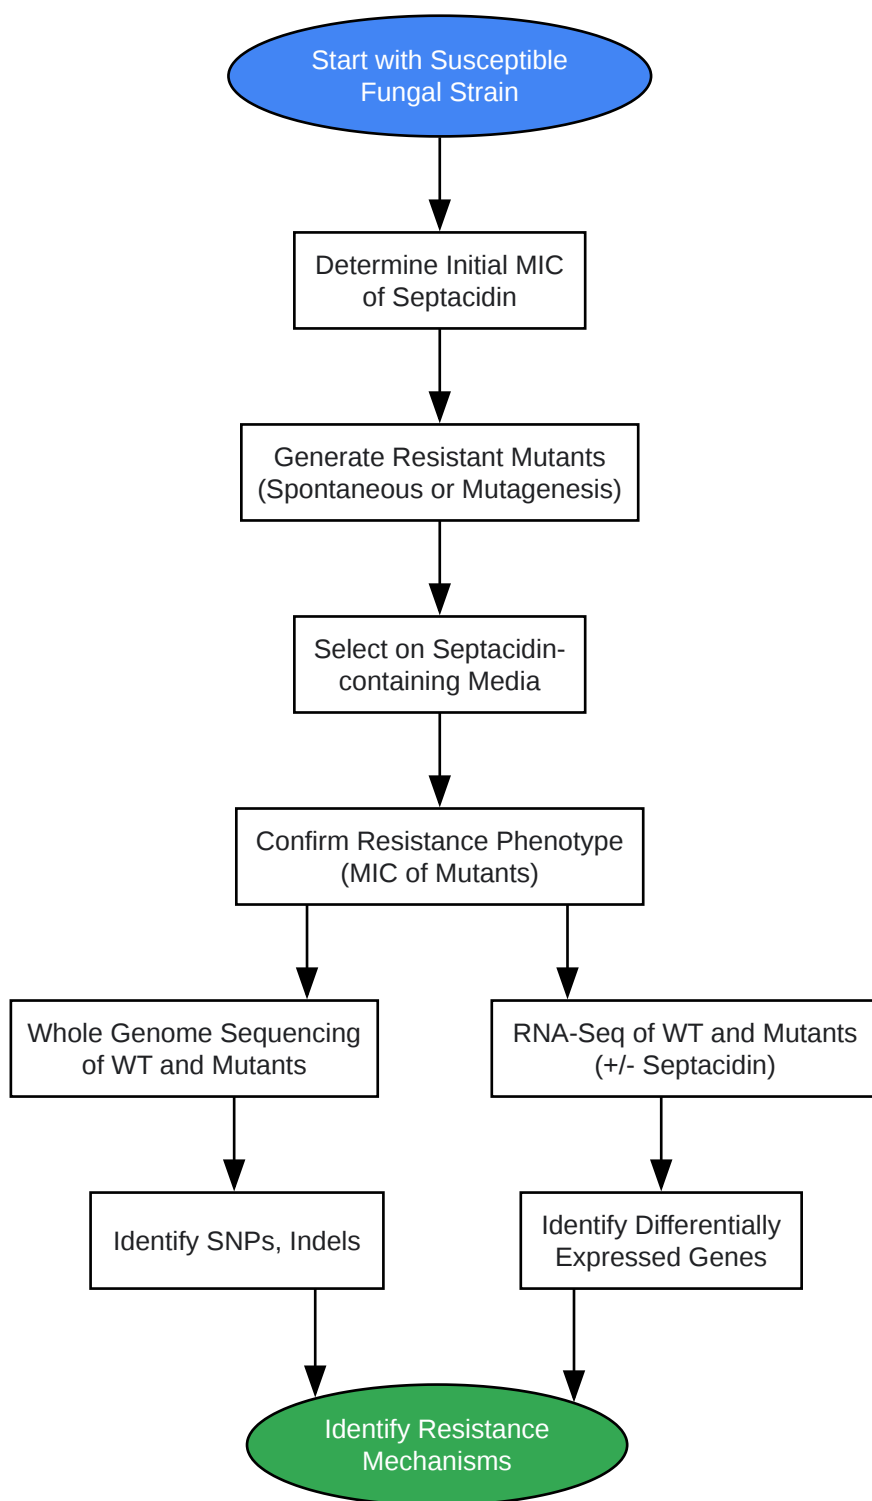 Start with Susceptible
Fungal Strain
Determine Initial MIC
of Septacidin
Generate Resistant Mutants
(Spontaneous or Mutagenesis)
Select on Septacidin-
containing Media
Confirm Resistance Phenotype
(MIC of Mutants)
Whole Genome Sequencing
of WT and Mutants
RNA-Seq of WT and Mutants
(+/- Septacidin)
Identify SNPs, Indels
Identify Differentially
Expressed Genes
Identify Resistance
Mechanisms